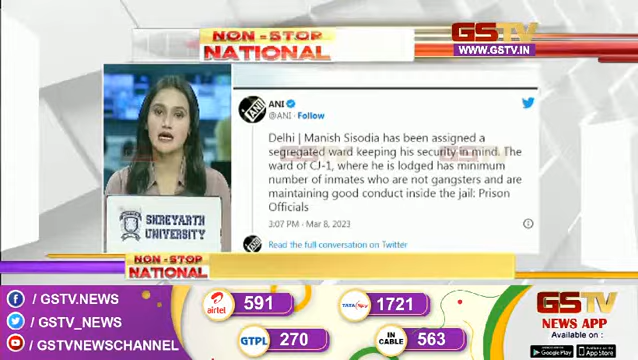 NON-STOP
NATIONAL
GSTV
WWW.GSTV.IN
ANI
@ANI · Follow
Delhi | Manish Sisodia has been assigned a
segregated ward keeping his security in mind. The
ward of CJ-1, where he is lodged has minimum
number of inmates who are not gangsters and are
maintaining good conduct inside the jail: Prison
Officials
3:07 PM · Mar 8, 2023
Read the full conversation on Twitter
SHREYARTH
UNIVERSITY
NON-STOP
NATIONAL
/ GSTV.NEWS
/ GSTV_NEWS
/ GSTVNEWSCHANNEL
airtel 591
TATA play 1721
GTPL 270
IN CABLE 563
GSTV
NEWS APP
Available on :
Google Play
App Store